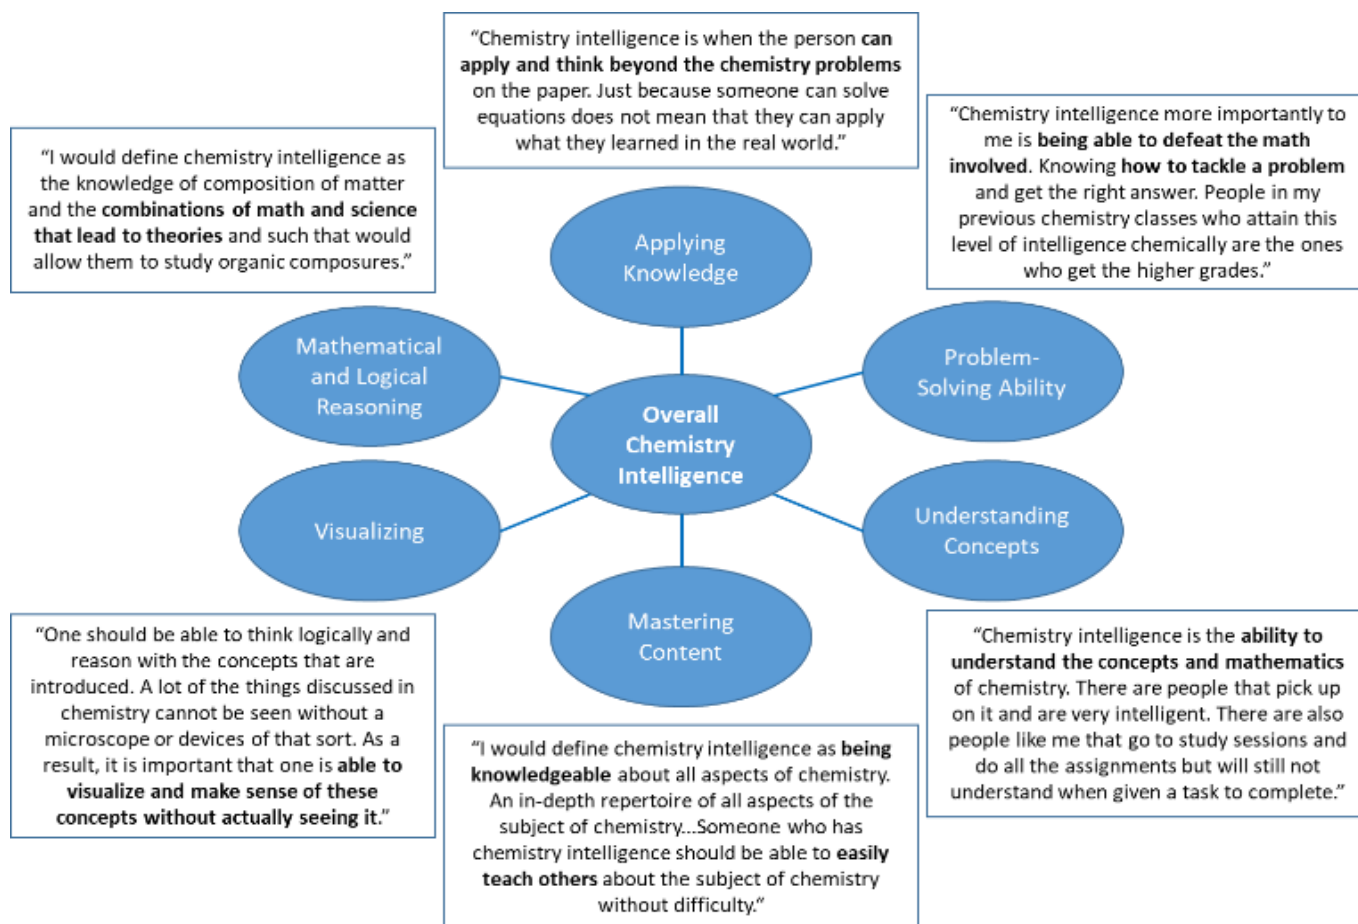 “Chemistry intelligence is when the person can
apply and think beyond the chemistry problems
on the paper. Just because someone can solve
equations does not mean that they can apply
what they learned in the real world.”
“I would define chemistry intelligence as
the knowledge of composition of matter
and the combinations of math and science
that lead to theories and such that would
allow them to study organic composures.”
“Chemistry intelligence more importantly to
me is being able to defeat the math
involved. Knowing how to tackle a problem
and get the right answer. People in my
previous chemistry classes who attain this
level of intelligence chemically are the ones
who get the higher grades.”
Applying
Knowledge
Mathematical
and Logical
Reasoning
Problem-
Solving Ability
Overall
Chemistry
Intelligence
Visualizing
Understanding
Concepts
Mastering
Content
“One should be able to think logically and
reason with the concepts that are
introduced. A lot of the things discussed in
chemistry cannot be seen without a
microscope or devices of that sort. As a
result, it is important that one is able to
visualize and make sense of these
concepts without actually seeing it.”
“I would define chemistry intelligence as being
knowledgeable about all aspects of chemistry.
An in-depth repertoire of all aspects of the
subject of chemistry...Someone who has
chemistry intelligence should be able to easily
teach others about the subject of chemistry
without difficulty.“
“Chemistry intelligence is the ability to
understand the concepts and mathematics
of chemistry. There are people that pick up
on it and are very intelligent. There are also
people like me that go to study sessions and
do all the assignments but will still not
understand when given a task to complete.”